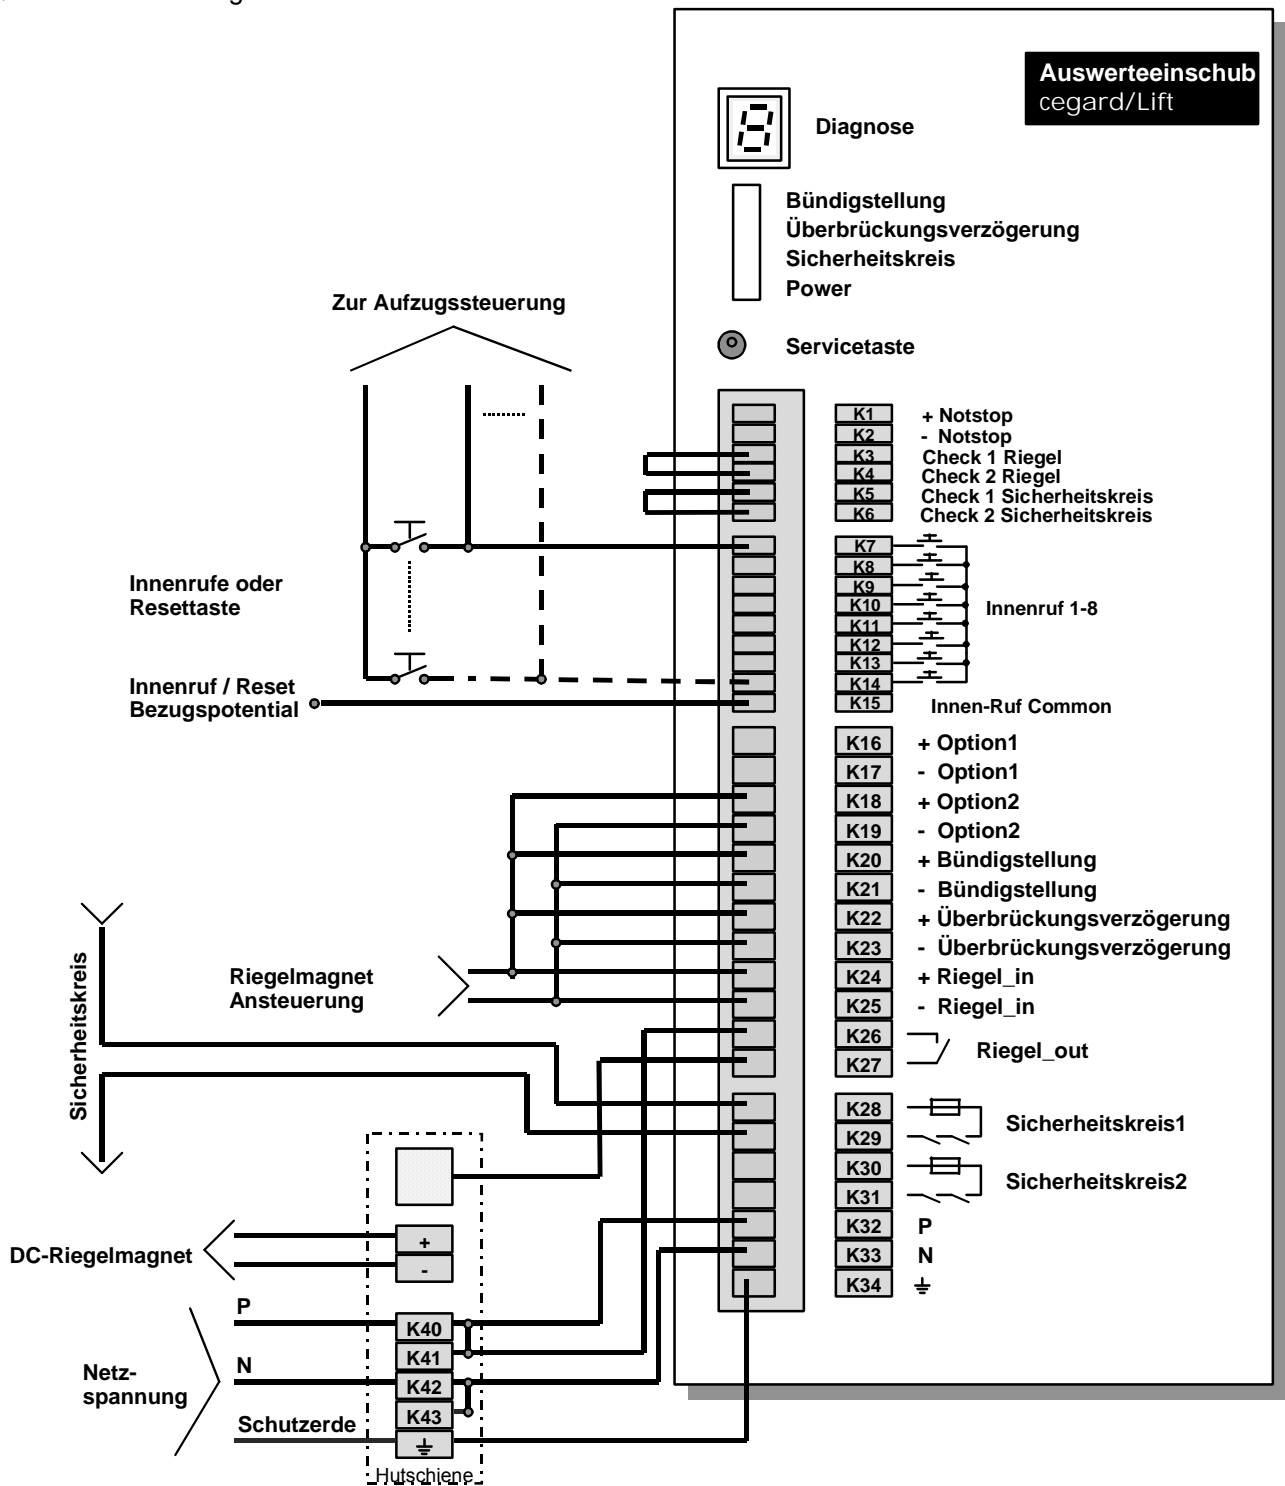 Auswerteeinschub
cegard/Lift
Diagnose
Bündigstellung
Überbrückungsverzögerung
Sicherheitskreis
Power
Servicetaste
Zur Aufzugssteuerung
K1 + Notstop
K2 - Notstop
K3 Check 1 Riegel
K4 Check 2 Riegel
K5 Check 1 Sicherheitskreis
K6 Check 2 Sicherheitskreis
K7
K8
K9
K10
K11
K12
K13
K14
Innenruf 1-8
K15 Innen-Ruf Common
Innenrufe oder
Resettaste
Innenruf / Reset
Bezugspotential
K16 + Option1
K17 - Option1
K18 + Option2
K19 - Option2
K20 + Bündigstellung
K21 - Bündigstellung
K22 + Überbrückungsverzögerung
K23 - Überbrückungsverzögerung
K24 + Riegel_in
K25 - Riegel_in
K26
K27
Riegel_out
Riegelmagnet
Ansteuerung
Sicherheitskreis
K28
K29
Sicherheitskreis1
K30
K31
Sicherheitskreis2
K32 P
K33 N
K34
DC-Riegelmagnet
+
-
P
K40
K41
N
K42
K43
Netz-
spannung
Schutzerde
Hutschiene